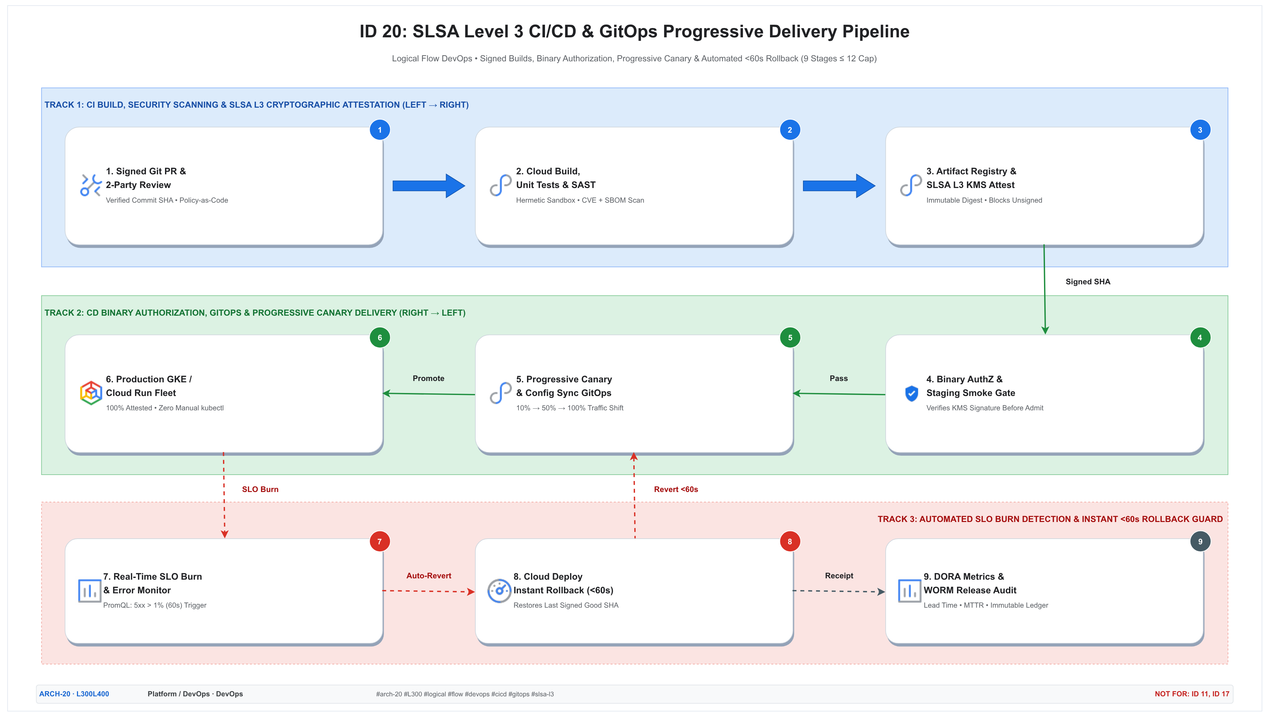 ID 20: SLSA Level 3 CI/CD & GitOps Progressive Delivery Pipeline
Logical Flow DevOps • Signed Builds, Binary Authorization, Progressive Canary & Automated <60s Rollback (9 Stages ≤ 12 Cap)
TRACK 1: CI BUILD, SECURITY SCANNING & SLSA L3 CRYPTOGRAPHIC ATTESTATION (LEFT → RIGHT)
1
1. Signed Git PR &
2-Party Review
Verified Commit SHA • Policy-as-Code
2
2. Cloud Build,
Unit Tests & SAST
Hermetic Sandbox • CVE + SBOM Scan
3
3. Artifact Registry &
SLSA L3 KMS Attest
Immutable Digest • Blocks Unsigned
Signed SHA
TRACK 2: CD BINARY AUTHORIZATION, GITOPS & PROGRESSIVE CANARY DELIVERY (RIGHT → LEFT)
4
4. Binary AuthZ &
Staging Smoke Gate
Verifies KMS Signature Before Admit
Pass
5
5. Progressive Canary
& Config Sync GitOps
10% → 50% → 100% Traffic Shift
Promote
6
6. Production GKE /
Cloud Run Fleet
100% Attested • Zero Manual kubectl
SLO Burn
Revert <60s
TRACK 3: AUTOMATED SLO BURN DETECTION & INSTANT <60s ROLLBACK GUARD
7
7. Real-Time SLO Burn
& Error Monitor
PromQL: 5xx > 1% (60s) Trigger
Auto-Revert
8
8. Cloud Deploy
Instant Rollback (<60s)
Restores Last Signed Good SHA
Receipt
9
9. DORA Metrics &
WORM Release Audit
Lead Time • MTTR • Immutable Ledger
ARCH-20 · L300L400
Platform / DevOps · DevOps
#arch-20 #L300 #logical #flow #devops #cicd #gitops #slsa-l3
NOT FOR: ID 11, ID 17